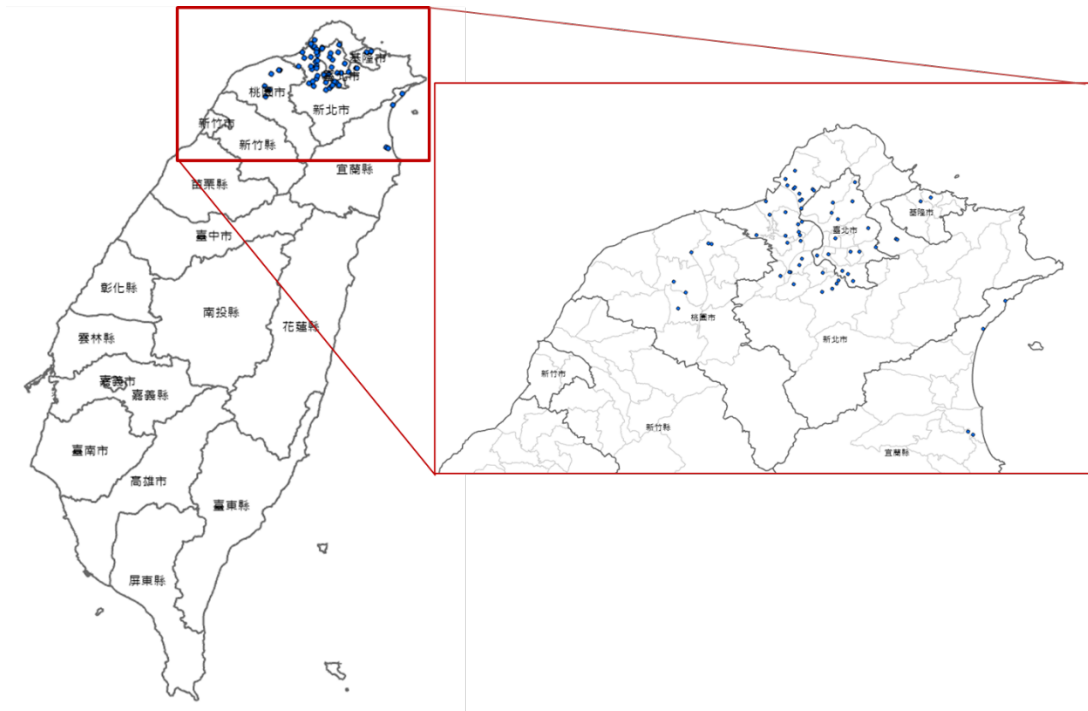 基隆市
臺北市
桃園市
新北市
新竹市
新竹縣
宜蘭縣
苗栗縣
臺中市
彰化縣
南投縣
花蓮縣
雲林縣
嘉義市
嘉義縣
臺南市
高雄市
臺東縣
屏東縣
基隆市
臺北市
桃園市
新北市
新竹市
新竹縣
宜蘭縣